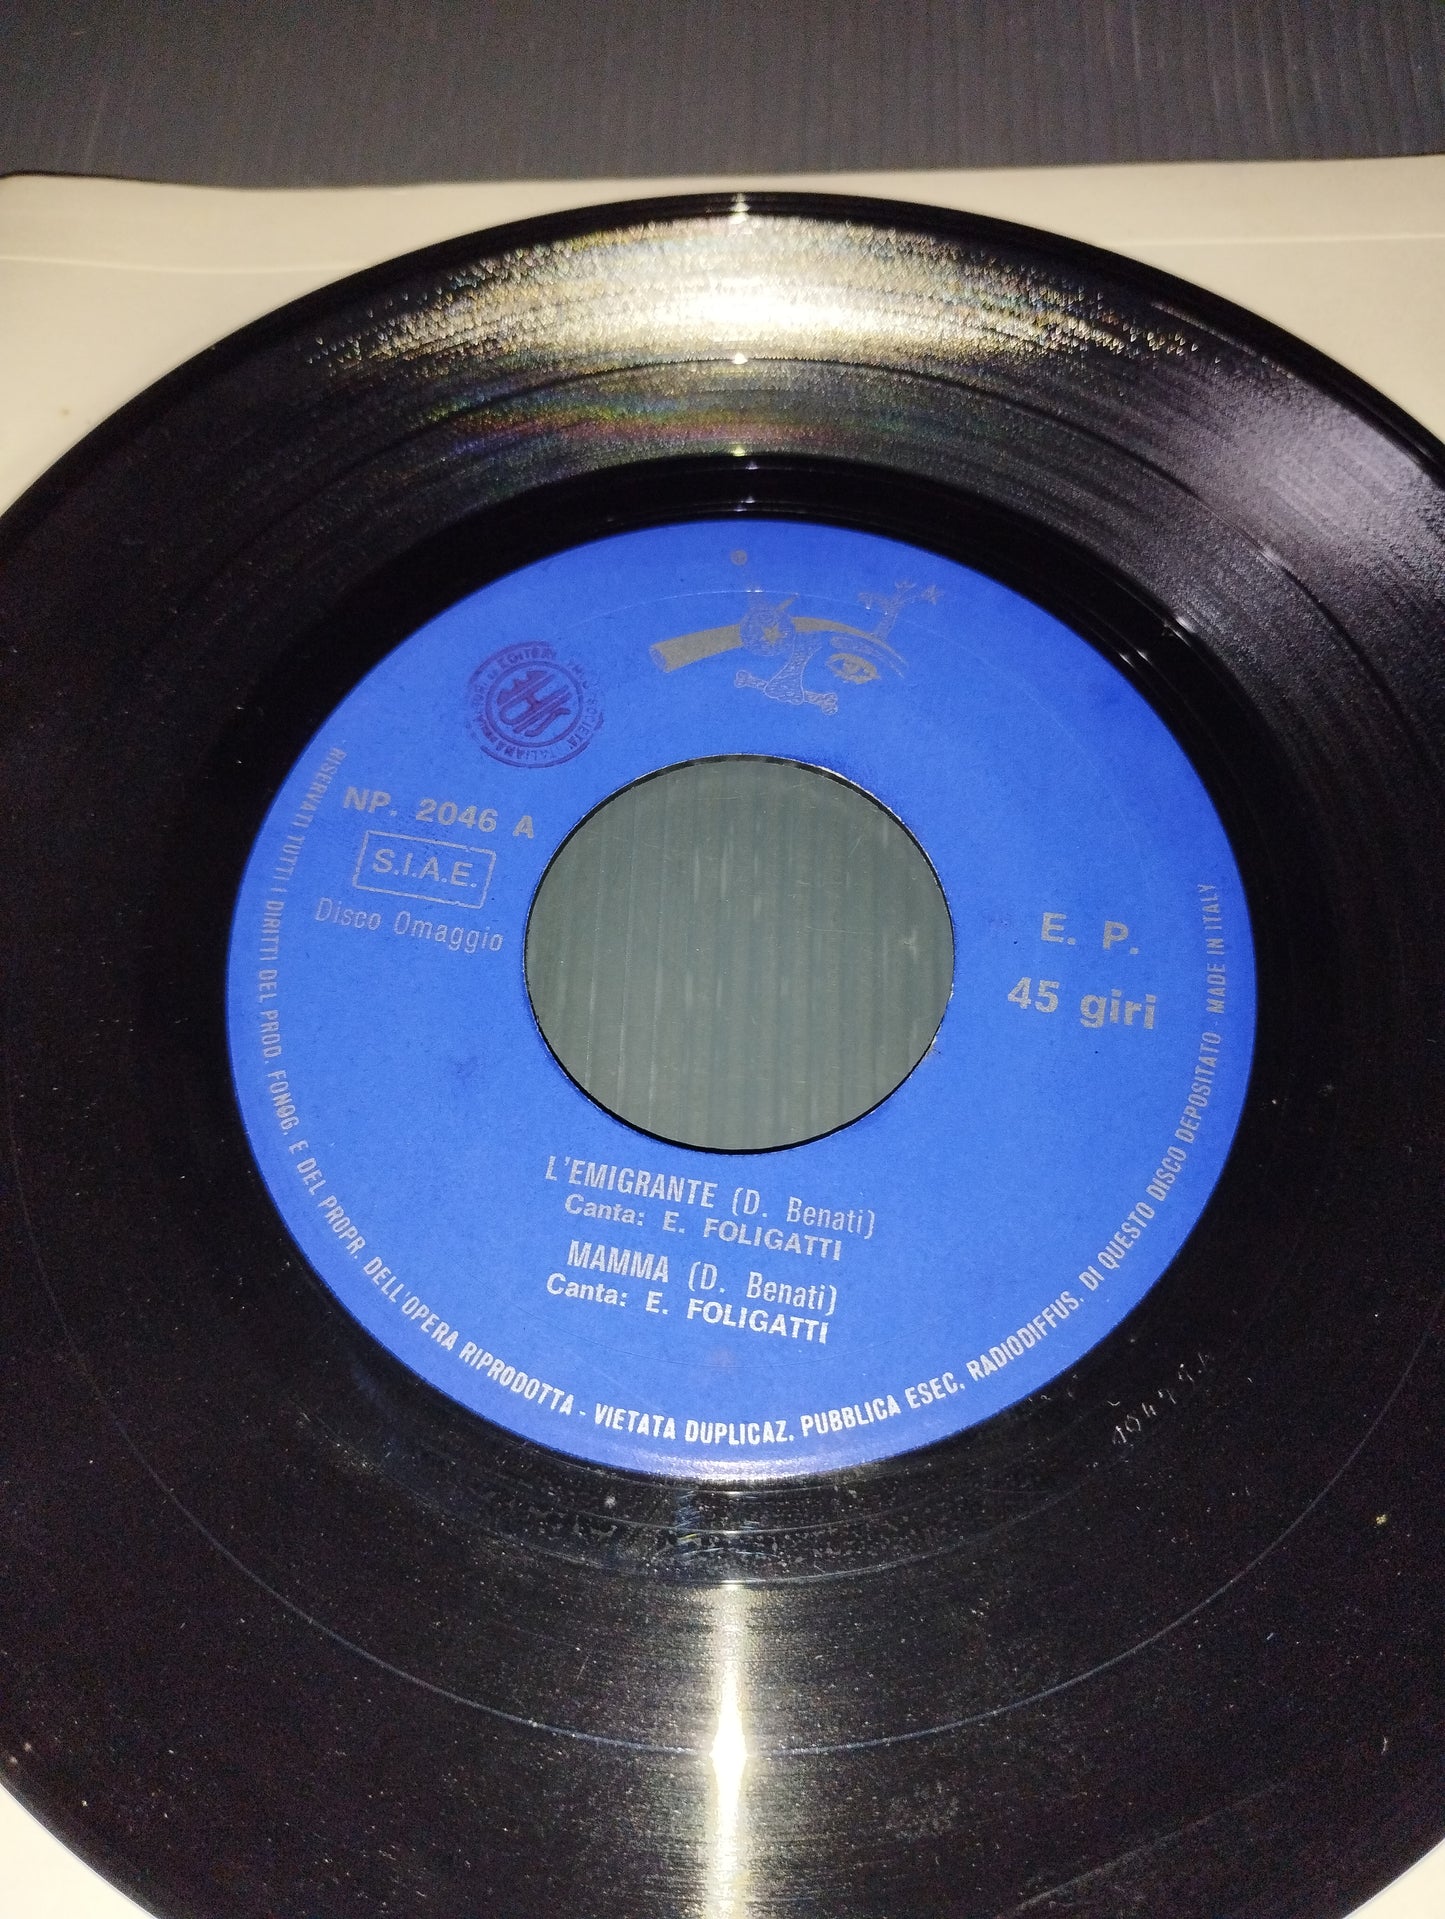 NP. 2046 A
S.I.A.E.
Disco Omaggio
E. P.
45 giri
L'EMIGRANTE (D. Benati)
Canta: E. FOLIGATTI
MAMMA (D. Benati)
Canta: E. FOLIGATTI
RISERVATI TUTTI I DIRITTI DEL PROD. FONOG. E DEL PROPR. DELL'OPERA RIPRODOTTA - VIETATA DUPLICAZ. PUBBLICA ESEC. RADIODIFFUS. DI QUESTO DISCO DEPOSITATO - MADE IN ITALY